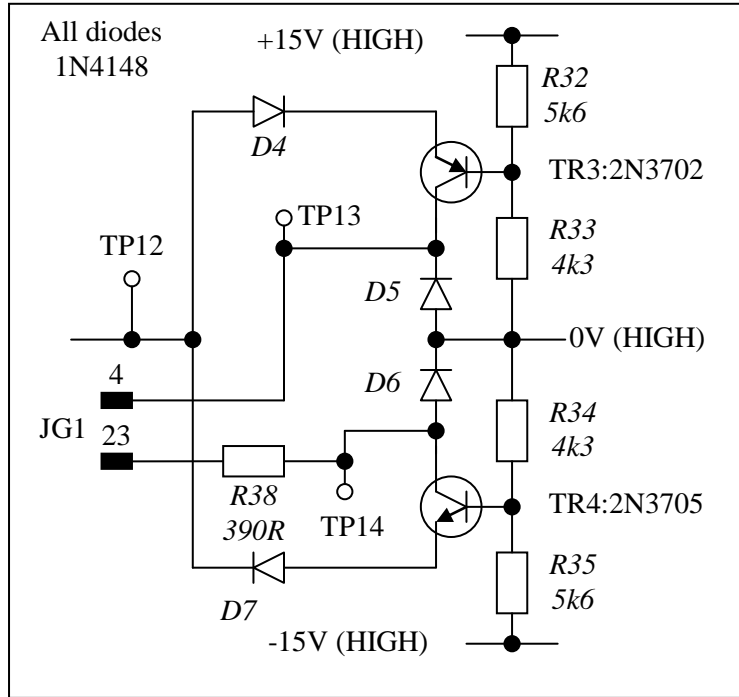 All diodes
1N4148
+15V (HIGH)
R32
5k6
D4
TR3:2N3702
TP13
TP12
R33
4k3
D5
0V (HIGH)
4
D6
JG1
23
R34
4k3
R38
390R
TP14
TR4:2N3705
D7
R35
5k6
-15V (HIGH)